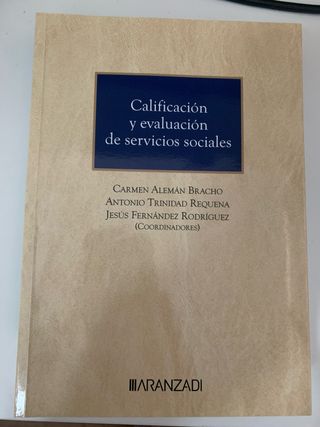 Calificación
y evaluación
de servicios sociales
Carmen Alemán Bracho
Antonio Trinidad Requena
Jesús Fernández Rodríguez
(Coordinadores)
ARANZADI